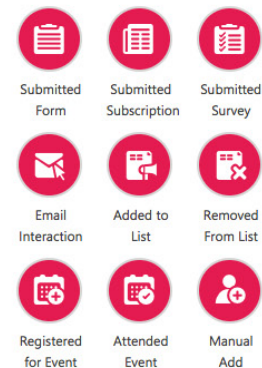 Submitted Submitted Submitted
Form Subscription Survey
Email Added to Removed
Interaction List From List
Registered Attended Manual
for Event Event Add